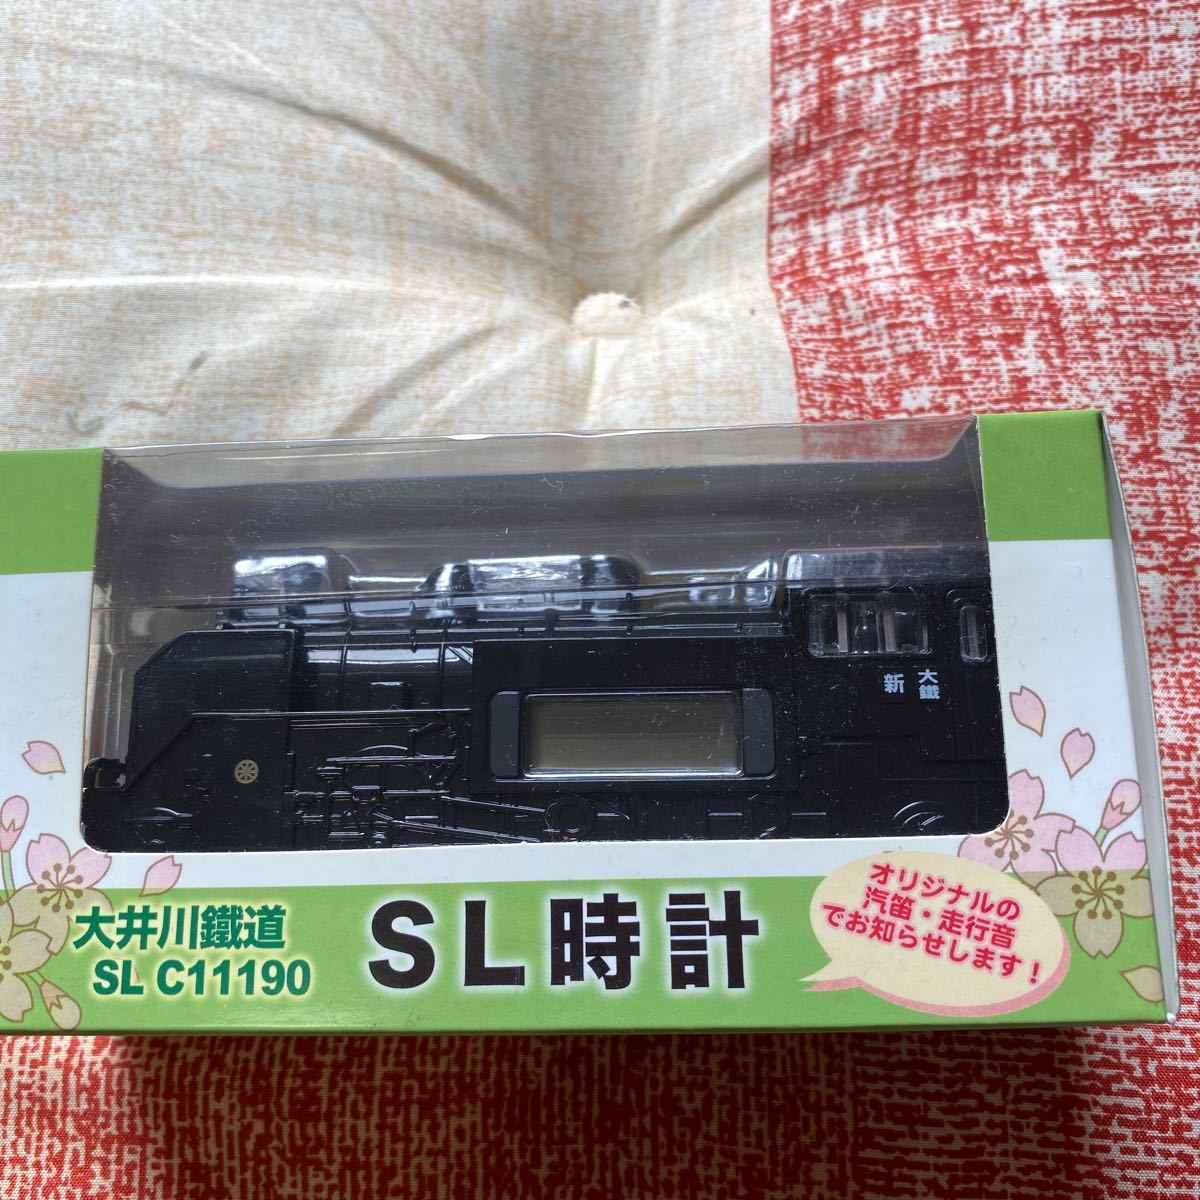 大鐵
新
大井川鐵道
SL C11190
SL時計
オリジナルの
汽笛・走行音
でお知らせします!